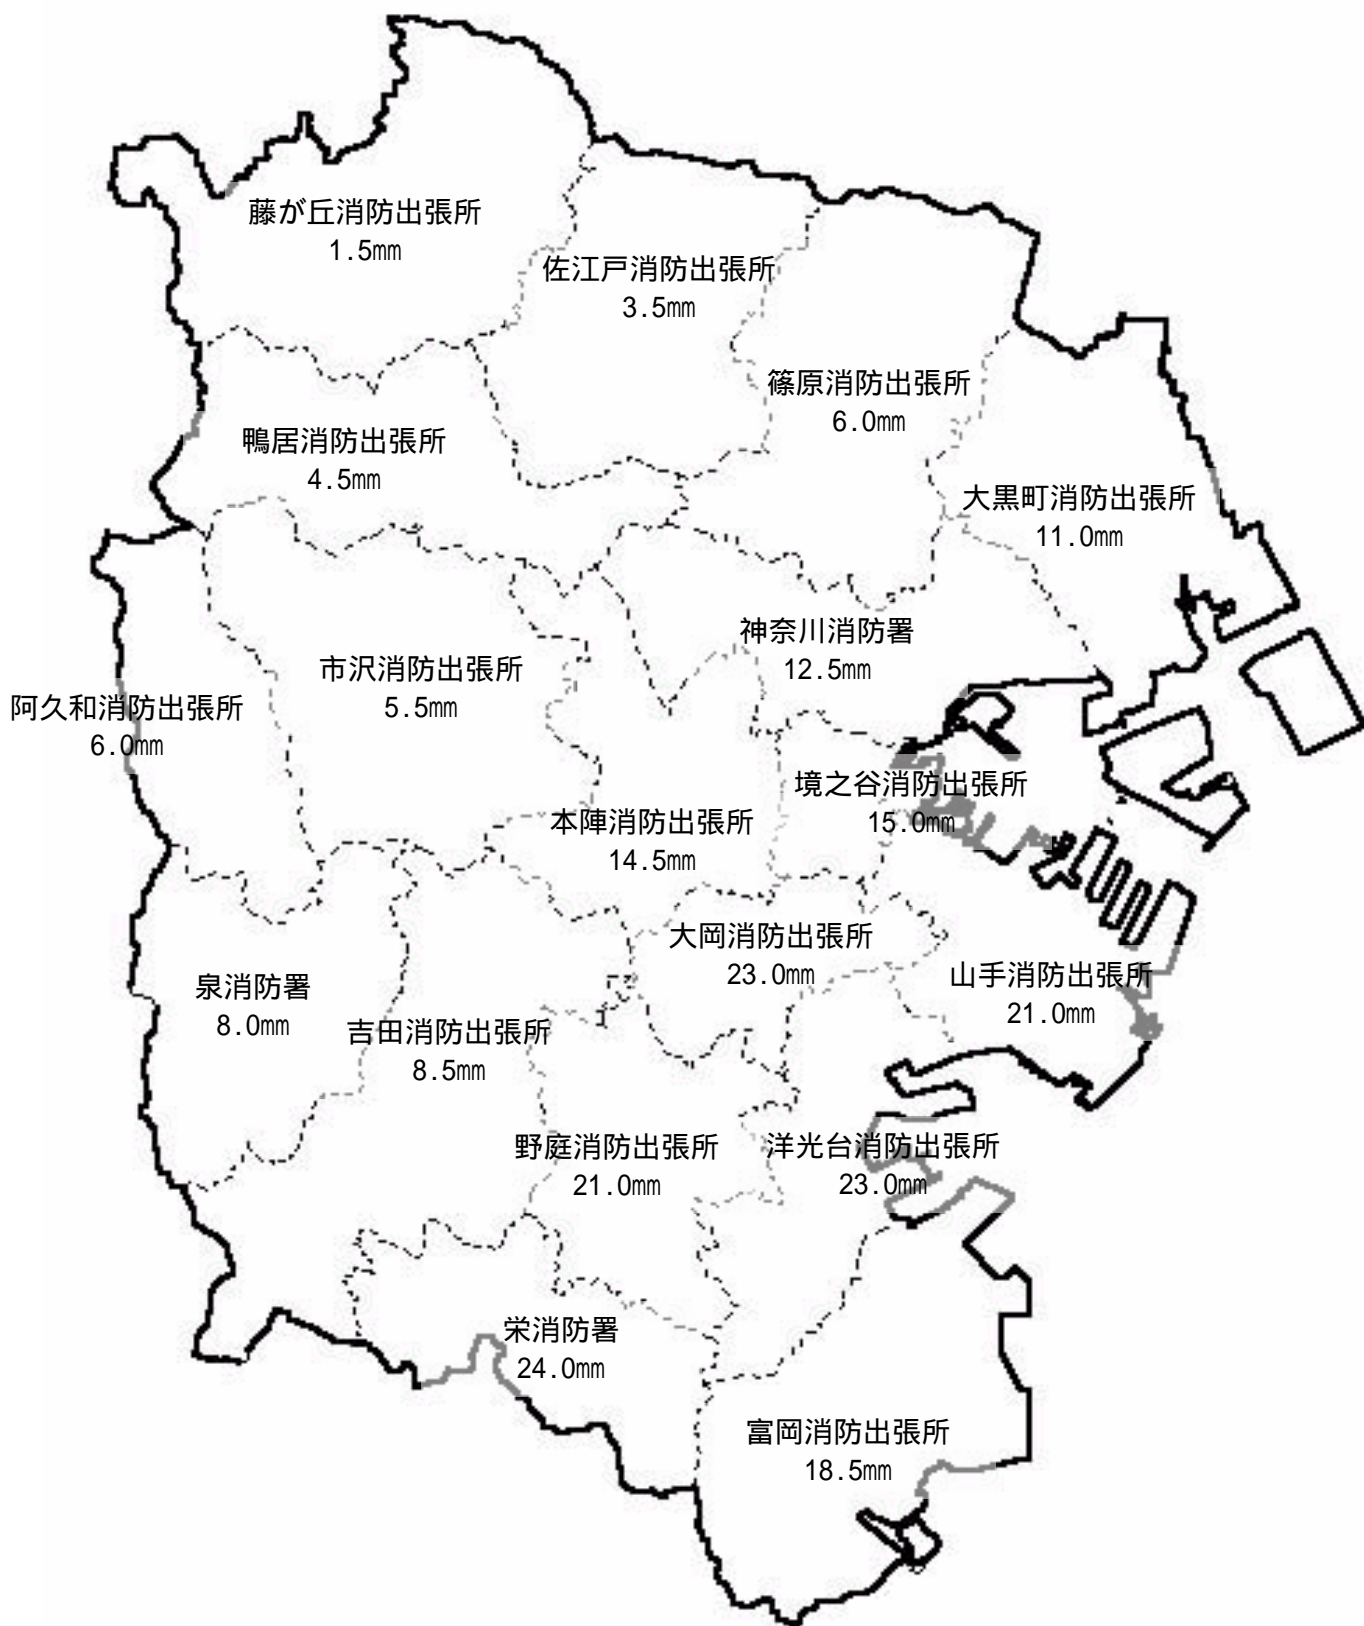 藤が丘消防出張所
1.5mm
佐江戸消防出張所
3.5mm
篠原消防出張所
6.0mm
鴨居消防出張所
4.5mm
大黒町消防出張所
11.0mm
神奈川消防署
12.5mm
市沢消防出張所
5.5mm
阿久和消防出張所
6.0mm
境之谷消防出張所
15.0mm
本陣消防出張所
14.5mm
大岡消防出張所
23.0mm
山手消防出張所
21.0mm
泉消防署
8.0mm
吉田消防出張所
8.5mm
野庭消防出張所
21.0mm
洋光台消防出張所
23.0mm
栄消防署
24.0mm
富岡消防出張所
18.5mm